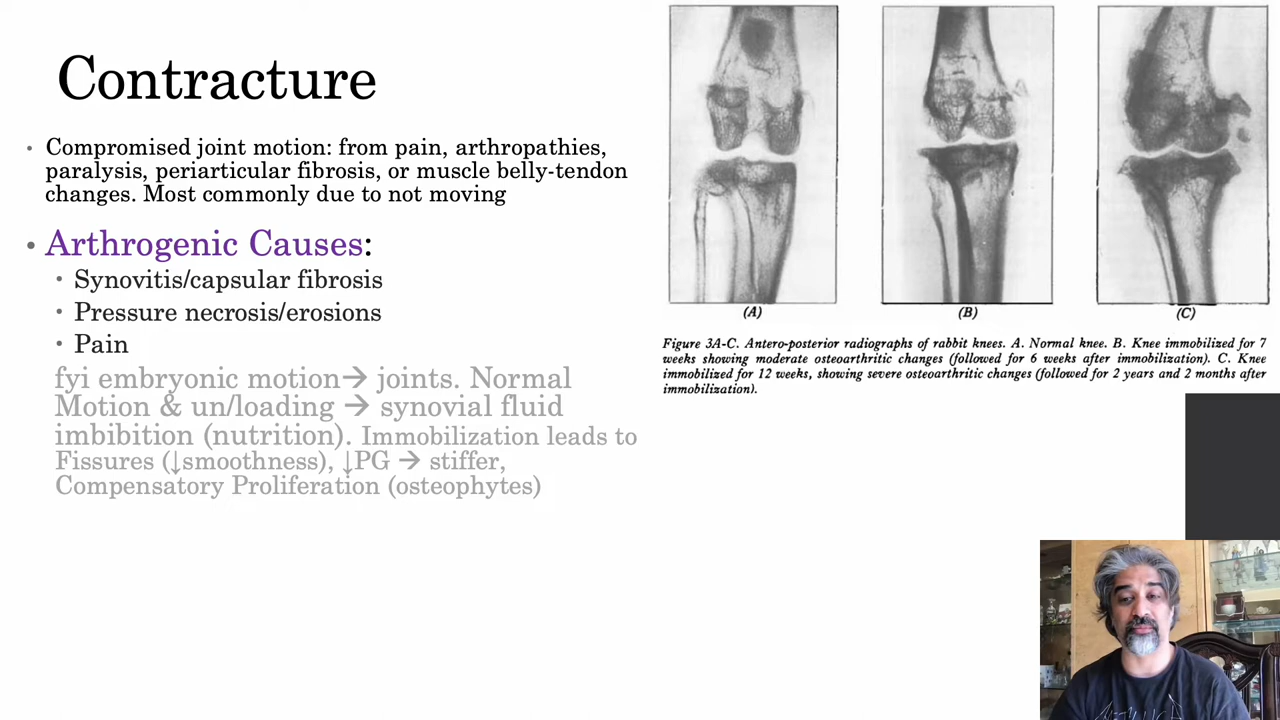 Contracture
• Compromised joint motion: from pain, arthropathies,
paralysis, periarticular fibrosis, or muscle belly-tendon
changes. Most commonly due to not moving
• Arthrogenic Causes:
• Synovitis/capsular fibrosis
• Pressure necrosis/erosions
• Pain
fyi embryonic motion→ joints. Normal
Motion & un/loading → synovial fluid
imbibition (nutrition). Immobilization leads to
Fissures (↓smoothness), ↓PG → stiffer,
Compensatory Proliferation (osteophytes)
(A) (B) (C)
Figure 3A-C. Antero-posterior radiographs of rabbit knees. A. Normal knee. B. Knee immobilized for 7
weeks showing moderate osteoarthritic changes (followed for 6 weeks after immobilization). C. Knee
immobilized for 12 weeks, showing severe osteoarthritic changes (followed for 2 years and 2 months after
immobilization).